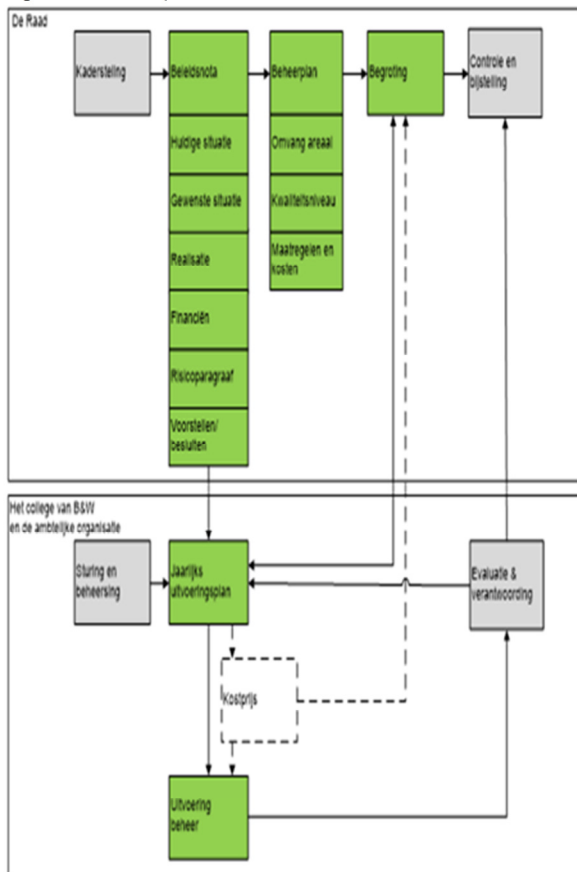 De Raad
Kaderstelling
Beleidsnota
Beheerplan
Begroting
Controle en
bijstelling
Huidige situatie
Omvang areaal
Gewenste situatie
Kwaliteitsniveau
Realisatie
Maatregelen en
kosten
Financiën
Risicoparagraaf
Voorstellen/
besluiten
Het college van B&W
en de ambtelijke organisatie
Sturing en
beheersing
Jaarlijks
uitvoeringsplan
Evaluatie &
verantwoording
Kostprijs
Uitvoering
beheer